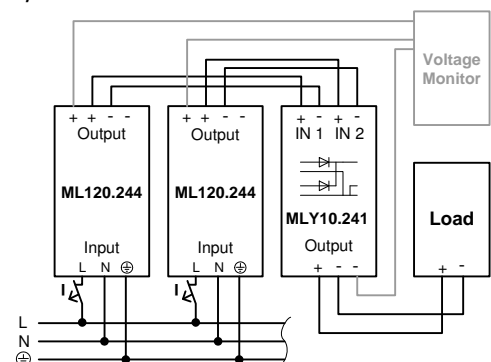 Voltage
Monitor
+ + - -
Output
ML120.244
Input
L N ⏚
I
+ + - -
Output
ML120.244
Input
L N ⏚
I
+ - + -
IN 1 IN 2
MLY10.241
Output
+ - -
Load
+ -
L
N
⏚